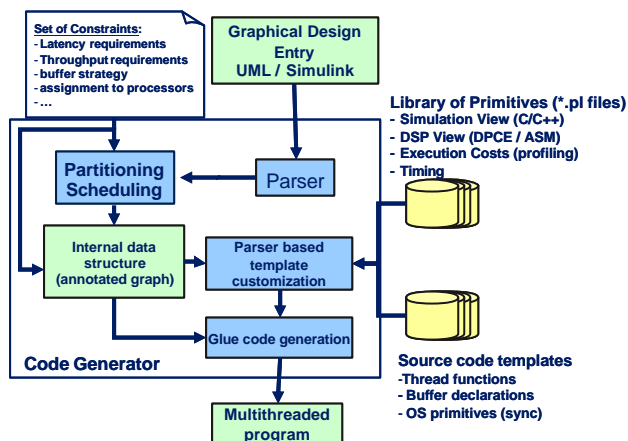 Set of Constraints:
- Latency requirements
- Throughput requirements
- buffer strategy
- assignment to processors
- ...
Graphical Design
Entry
UML / Simulink
Library of Primitives (*.pl files)
- Simulation View (C/C++)
- DSP View (DPCE / ASM)
- Execution Costs (profiling)
- Timing
Partitioning
Scheduling
Parser
Internal data
structure
(annotated graph)
Parser based
template
customization
Glue code generation
Code Generator
Source code templates
-Thread functions
- Buffer declarations
- OS primitives (sync)
Multithreaded
program